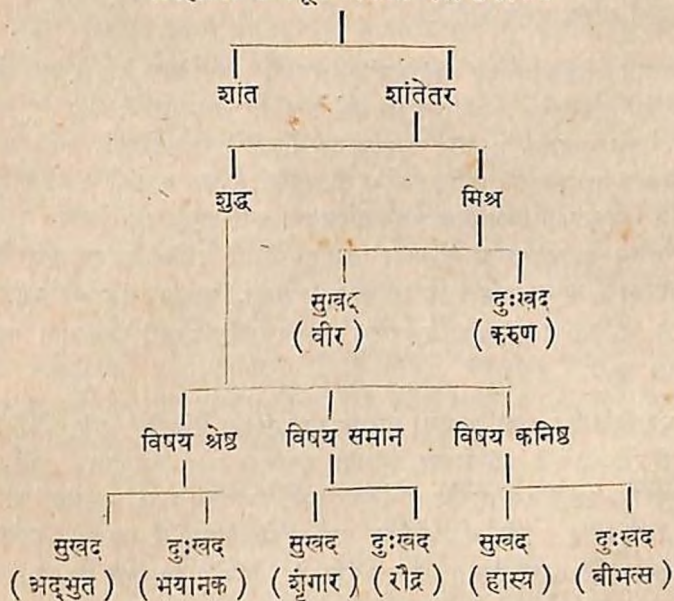 शांत शांतेतर
शुद्ध मिश्र
सुखद दुःखद
( वीर ) ( करुण )
विषय श्रेष्ठ विषय समान विषय कनिष्ठ
सुखद दुःखद सुखद दुःखद सुखद दुःखद
( अद्भुत ) ( भयानक ) ( शृंगार ) ( रौद्र ) ( हास्य ) ( बीभत्स )